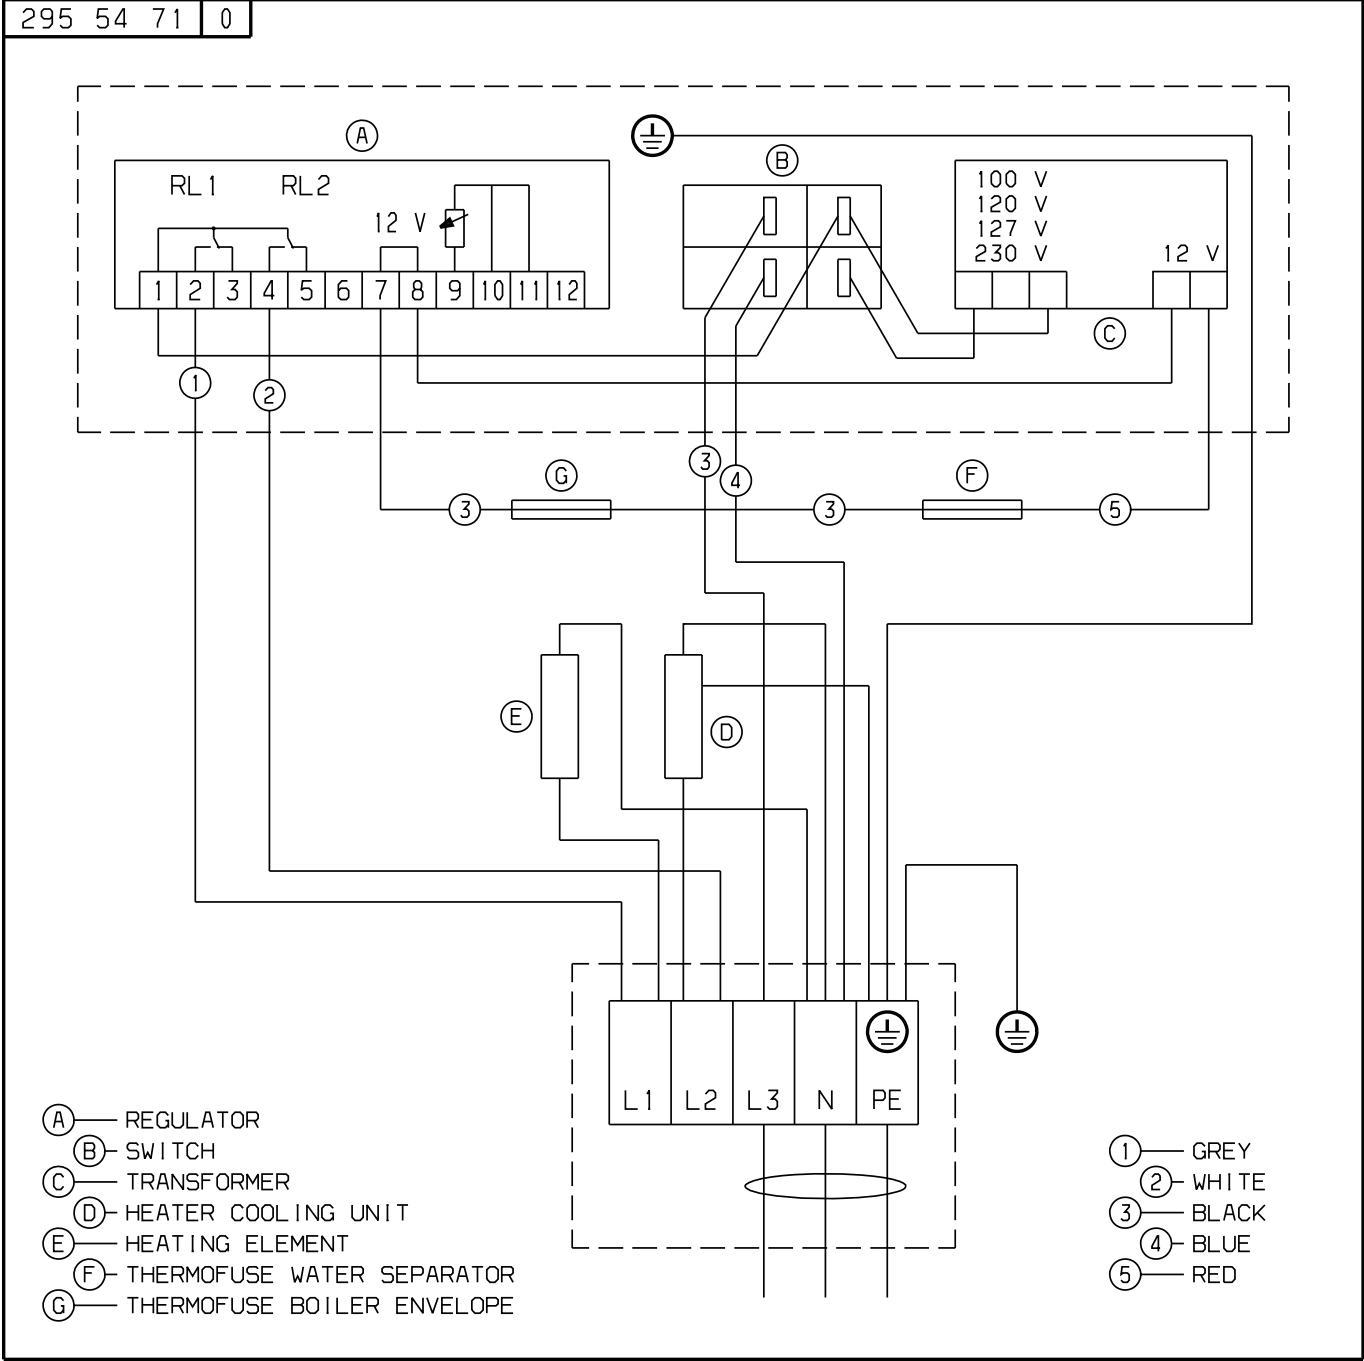 295 54 71 0
A
B
RL1 RL2
12 V
100 V
120 V
127 V
230 V
12 V
1 2 3 4 5 6 7 8 9 10 11 12
C
1
2
3
4
G
F
3
3
5
E
D
L1 L2 L3 N PE
A REGULATOR
B SWITCH
C TRANSFORMER
D HEATER COOLING UNIT
E HEATING ELEMENT
F THERMOFUSE WATER SEPARATOR
G THERMOFUSE BOILER ENVELOPE
1 GREY
2 WHITE
3 BLACK
4 BLUE
5 RED